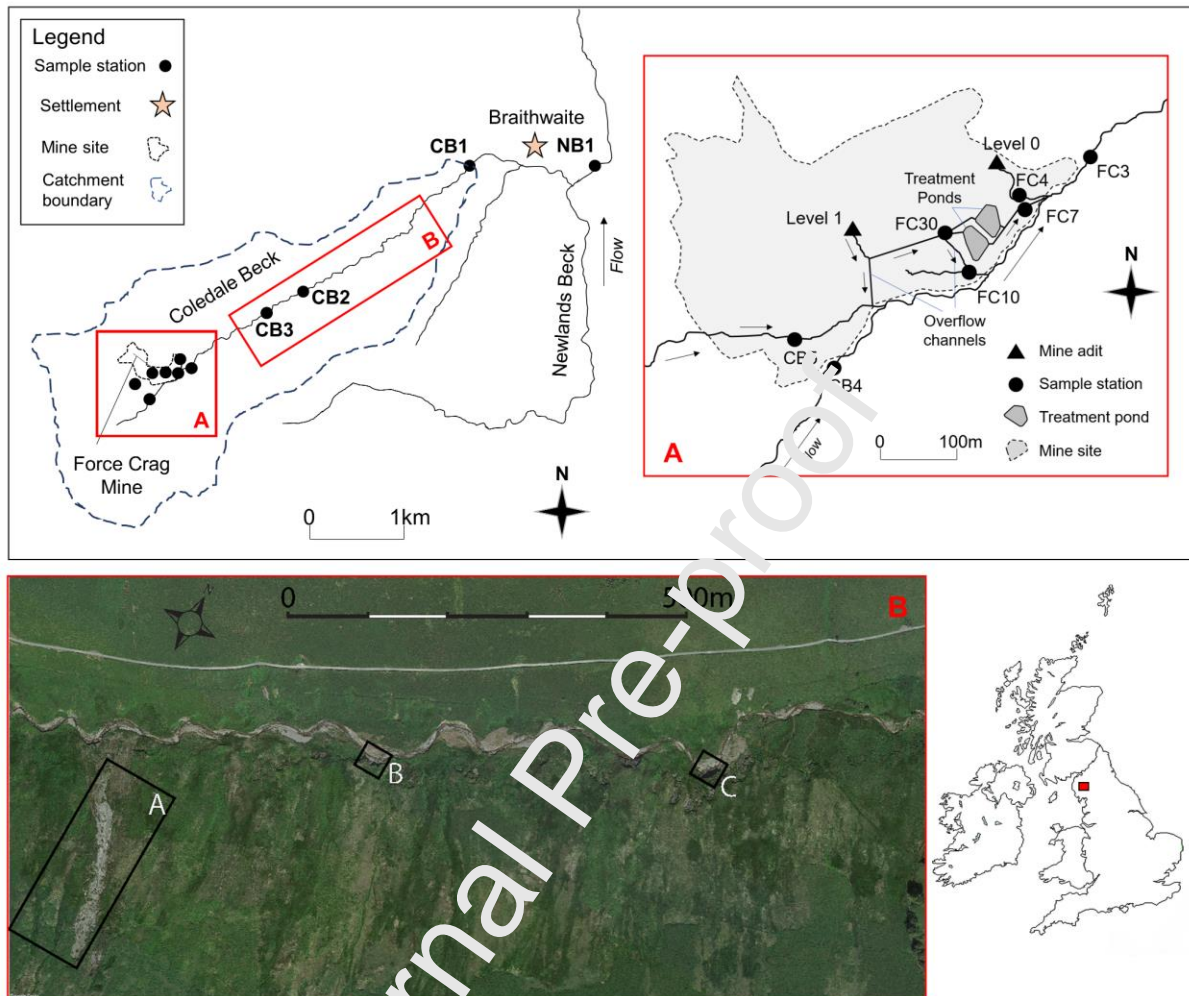 Legend
Sample station
Settlement
Mine site
Catchment
boundary
Braithwaite
CB1
NB1
B
Coledale Beck
CB2
CB3
Newlands Beck
Flow
A
Force Crag
Mine
N
0 1km
Level 0
FC4
FC3
Treatment
Ponds
Level 1
FC30
FC7
N
FC10
Overflow
channels
CB4
Mine adit
Sample station
Treatment pond
Mine site
0 100m
A
0
B
A
B
C
Pre-proof